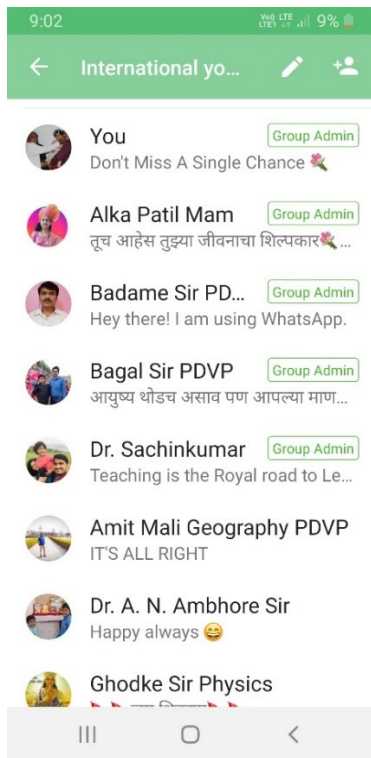 9:02 Vo) LTE LTE1 9%
International yo...
You Group Admin
Don't Miss A Single Chance
Alka Patil Mam Group Admin
तूच आहेस तुझ्या जीवनाचा शिल्पकार...
Badame Sir PD... Group Admin
Hey there! I am using WhatsApp.
Bagal Sir PDVP Group Admin
आयुष्य थोडच असाव पण आपल्या माण...
Dr. Sachinkumar Group Admin
Teaching is the Royal road to Le...
Amit Mali Geography PDVP
IT'S ALL RIGHT
Dr. A. N. Ambhore Sir
Happy always 😄
Ghodke Sir Physics